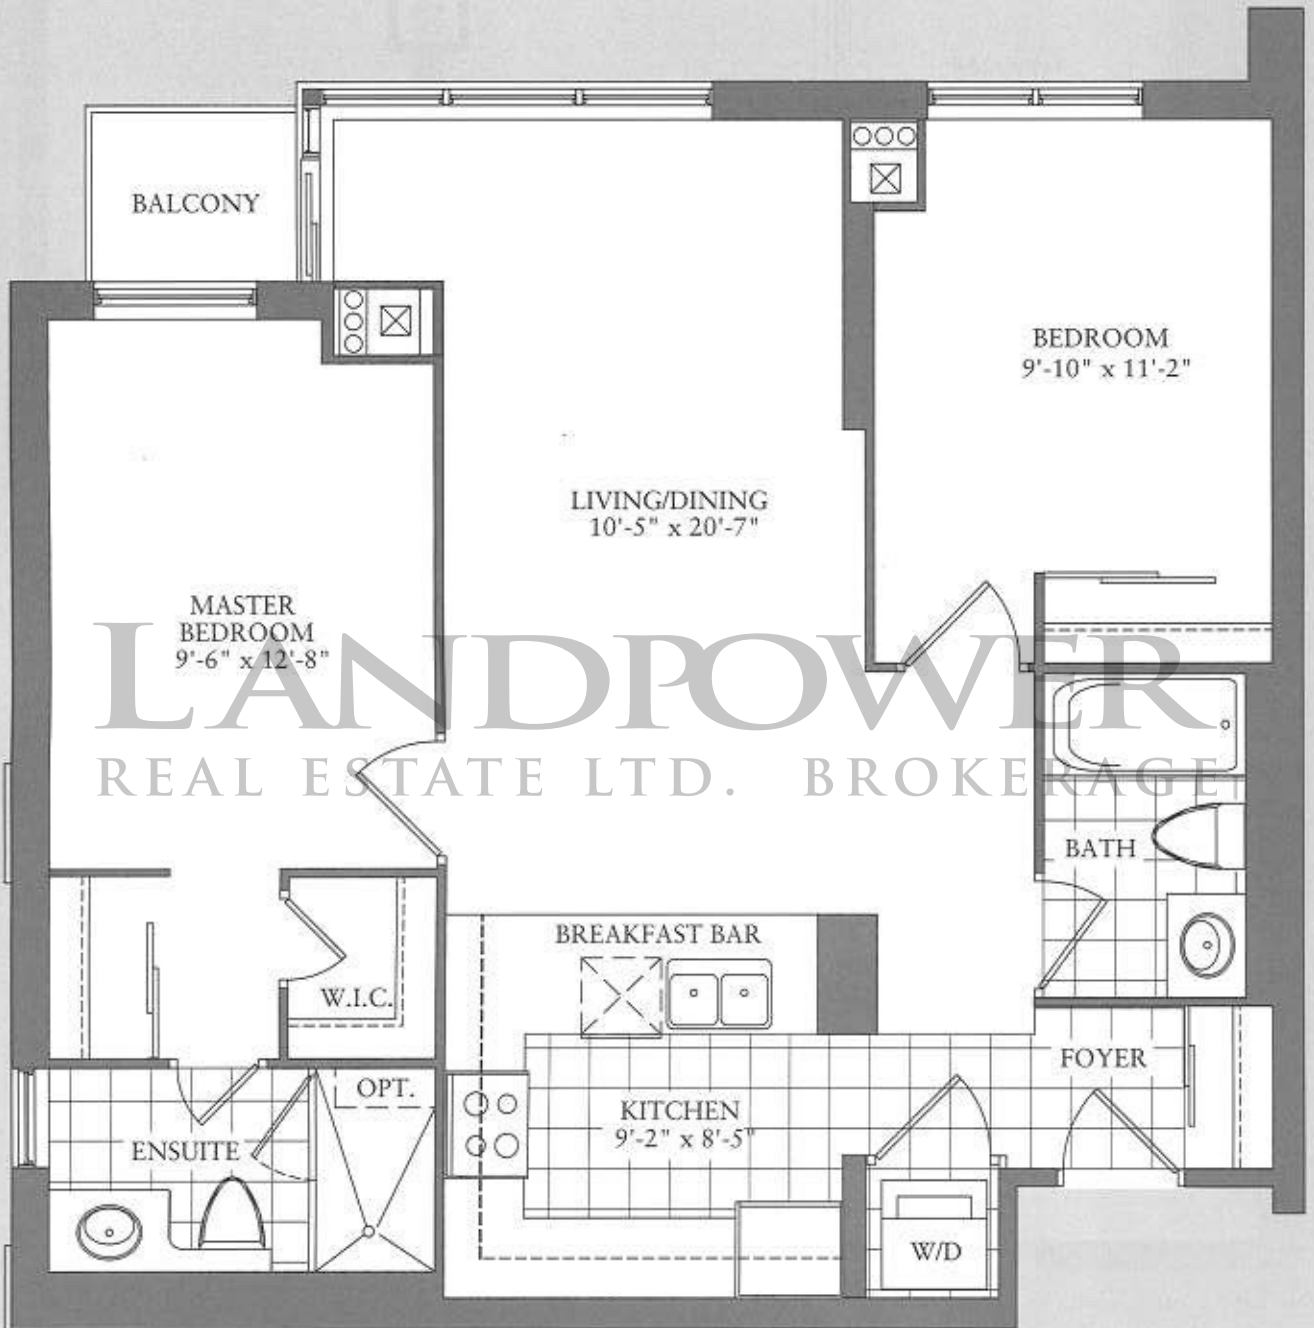 BALCONY
BEDROOM
9'-10" x 11'-2"
LIVING/DINING
10'-5" x 20'-7"
MASTER
BEDROOM
9'-6" x 12'-8"
LANDPOWER
REAL ESTATE LTD. BROKERAGE
BATH
BREAKFAST BAR
W.I.C.
FOYER
OPT.
KITCHEN
9'-2" x 8'-5"
ENSUITE
W/D